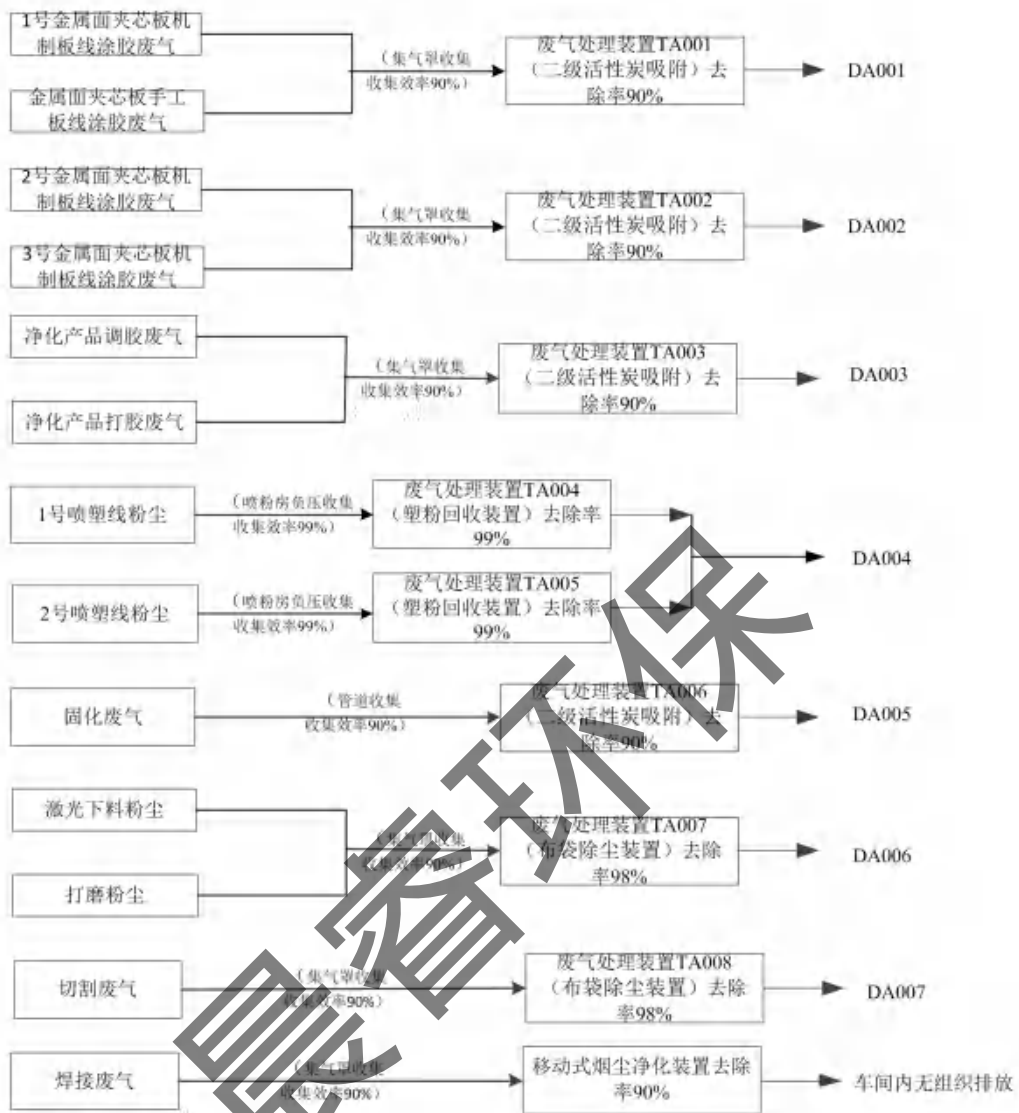 1号金属面夹芯板机
制板线涂胶废气
金属面夹芯板手工
板线涂胶废气
（集气罩收集
收集效率90%）
废气处理装置TA001
（二级活性炭吸附）去
除率90%
DA001
2号金属面夹芯板机
制板线涂胶废气
3号金属面夹芯板机
制板线涂胶废气
（集气罩收集
收集效率90%）
废气处理装置TA002
（二级活性炭吸附）去
除率90%
DA002
净化产品调胶废气
净化产品打胶废气
（集气罩收集
收集效率90%）
废气处理装置TA003
（二级活性炭吸附）去
除率90%
DA003
1号喷塑线粉尘
（喷粉房负压收集
收集效率99%）
废气处理装置TA004
（塑粉回收装置）去除率
99%
2号喷塑线粉尘
（喷粉房负压收集
收集效率99%）
废气处理装置TA005
（塑粉回收装置）去除率
99%
DA004
固化废气
（管道收集
收集效率90%）
废气处理装置TA006
（二级活性炭吸附）去
除率90%
DA005
激光下料粉尘
打磨粉尘
（集气罩收集
收集效率90%）
废气处理装置TA007
（布袋除尘装置）去除
率98%
DA006
切割废气
（集气罩收集
收集效率90%）
废气处理装置TA008
（布袋除尘装置）去除
率98%
DA007
焊接废气
（集气罩收集
收集效率90%）
移动式烟尘净化装置去除
率90%
车间内无组织排放
睿环保